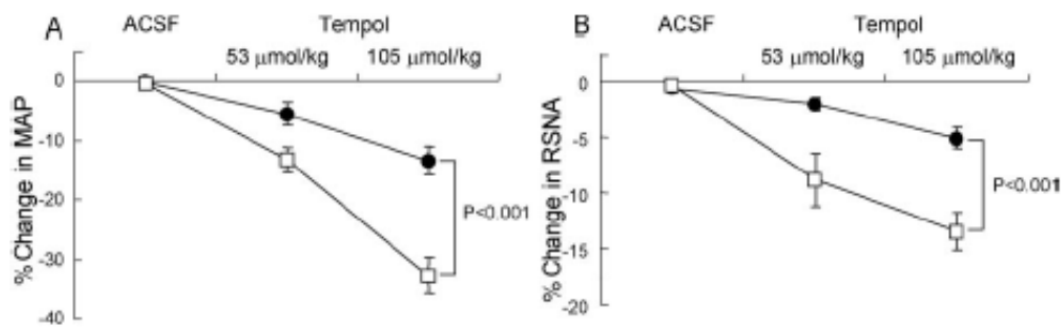 A
ACSF
Tempol
53 μmol/kg
105 μmol/kg
0
-10
-20
-30
-40
% Change in MAP
P<0.001
B
ACSF
Tempol
53 μmol/kg
105 μmol/kg
0
-5
-10
-15
-20
% Change in RSNA
P<0.001